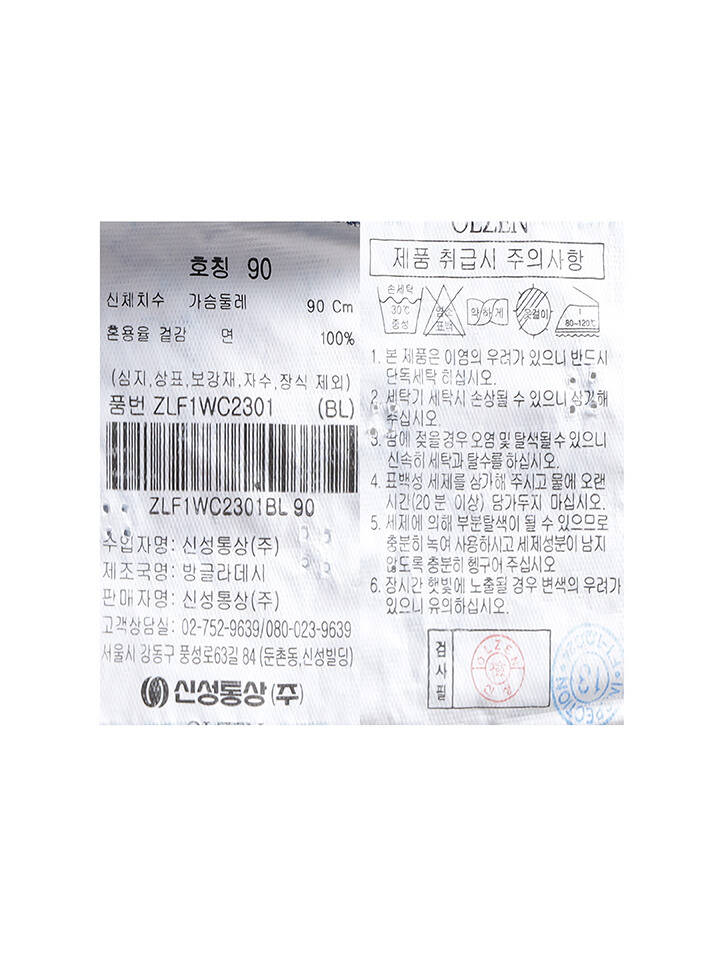 호칭 90
신체치수 가슴둘레 90 Cm
혼용율 겉감 면 100%
(심지,상표,보강재,자수,장식 제외)
품번 ZLF1WC2301 (BL)
ZLF1WC2301BL 90
수입자명: 신성통상(주)
제조국명: 방글라데시
판매자명: 신성통상(주)
고객상담실: 02-752-9639/080-023-9639
서울시 강동구 풍성로63길 84 (둔촌동,신성빌딩)
신성통상(주)
OLZEN
OLZEN
제품 취급시 주의사항
손세탁
30℃
중성
염소
표백
약하게
옷걸이
80~120℃
1. 본 제품은 이염의 우려가 있으니 반드시
단독세탁 하십시오.
2. 세탁기 세탁시 손상될 수 있으니 삼가해
주십시오.
3. 땀에 젖을경우 오염 및 탈색될수 있으니
신속히 세탁과 탈수를 하십시오.
4. 표백성 세제를 삼가해 주시고 물에 오랜
시간(20분 이상) 담가두지 마십시오.
5. 세제에 의해 부분탈색이 될 수 있으므로
충분히 녹여 사용하시고 세제성분이 남지
않도록 충분히 헹구어 주십시오
6. 장시간 햇빛에 노출될 경우 변색의 우려가
있으니 유의하십시오.
검사필
OLZEN
13